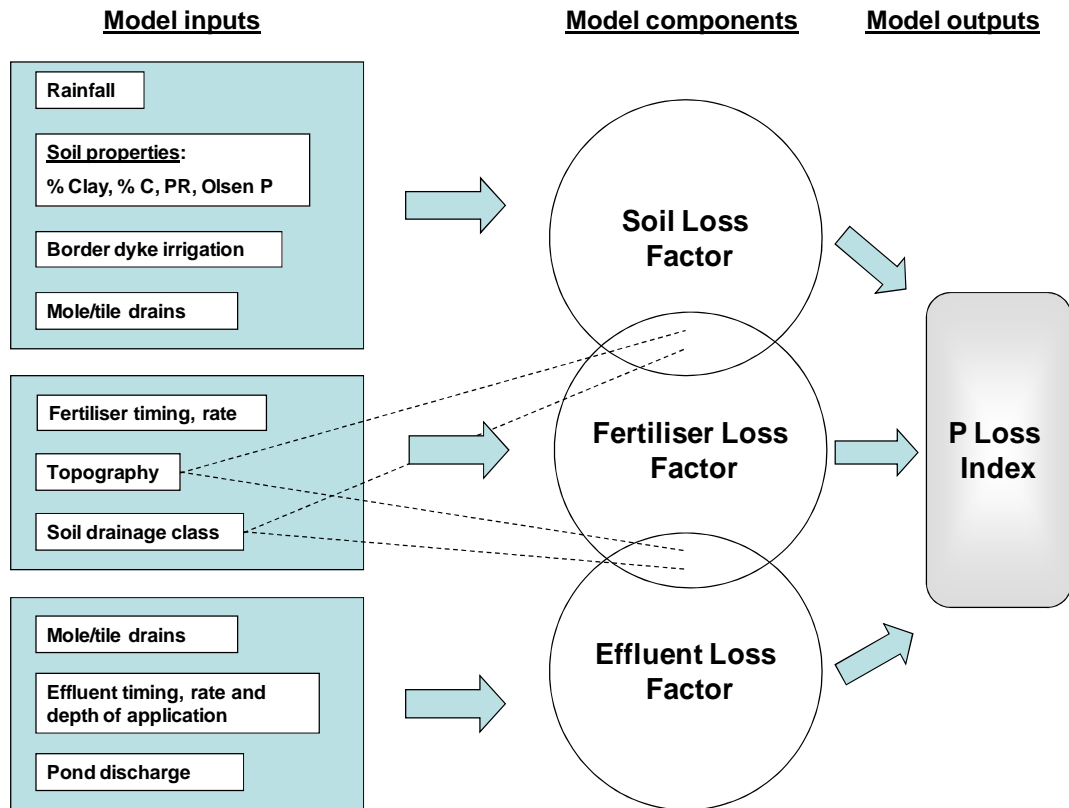 Model inputs
Model components
Model outputs
Rainfall
Soil properties:
% Clay, % C, PR, Olsen P
Border dyke irrigation
Mole/tile drains
Fertiliser timing, rate
Topography
Soil drainage class
Mole/tile drains
Effluent timing, rate and
depth of application
Pond discharge
Soil Loss
Factor
Fertiliser Loss
Factor
Effluent Loss
Factor
P Loss
Index